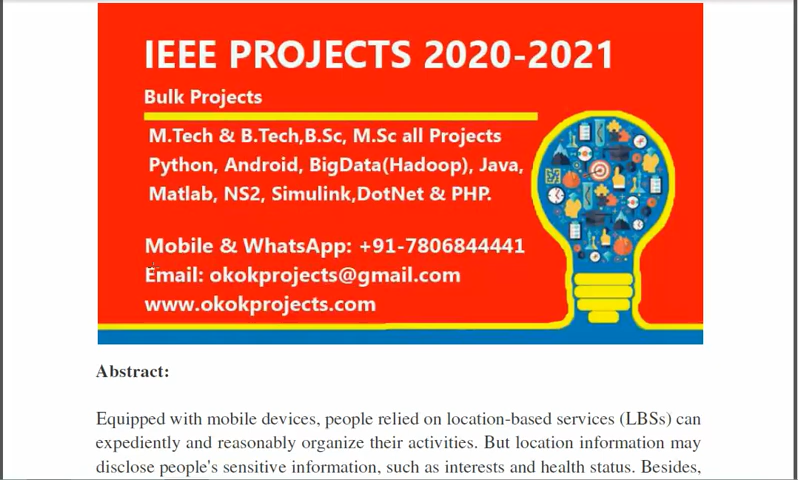 IEEE PROJECTS 2020-2021
Bulk Projects
M.Tech & B.Tech,B.Sc, M.Sc all Projects
Python, Android, BigData(Hadoop), Java,
Matlab, NS2, Simulink,DotNet & PHP.
Mobile & WhatsApp: +91-7806844441
Email: okokprojects@gmail.com
www.okokprojects.com
Abstract:
Equipped with mobile devices, people relied on location-based services (LBSs) can
expediently and reasonably organize their activities. But location information may
disclose people's sensitive information, such as interests and health status. Besides,